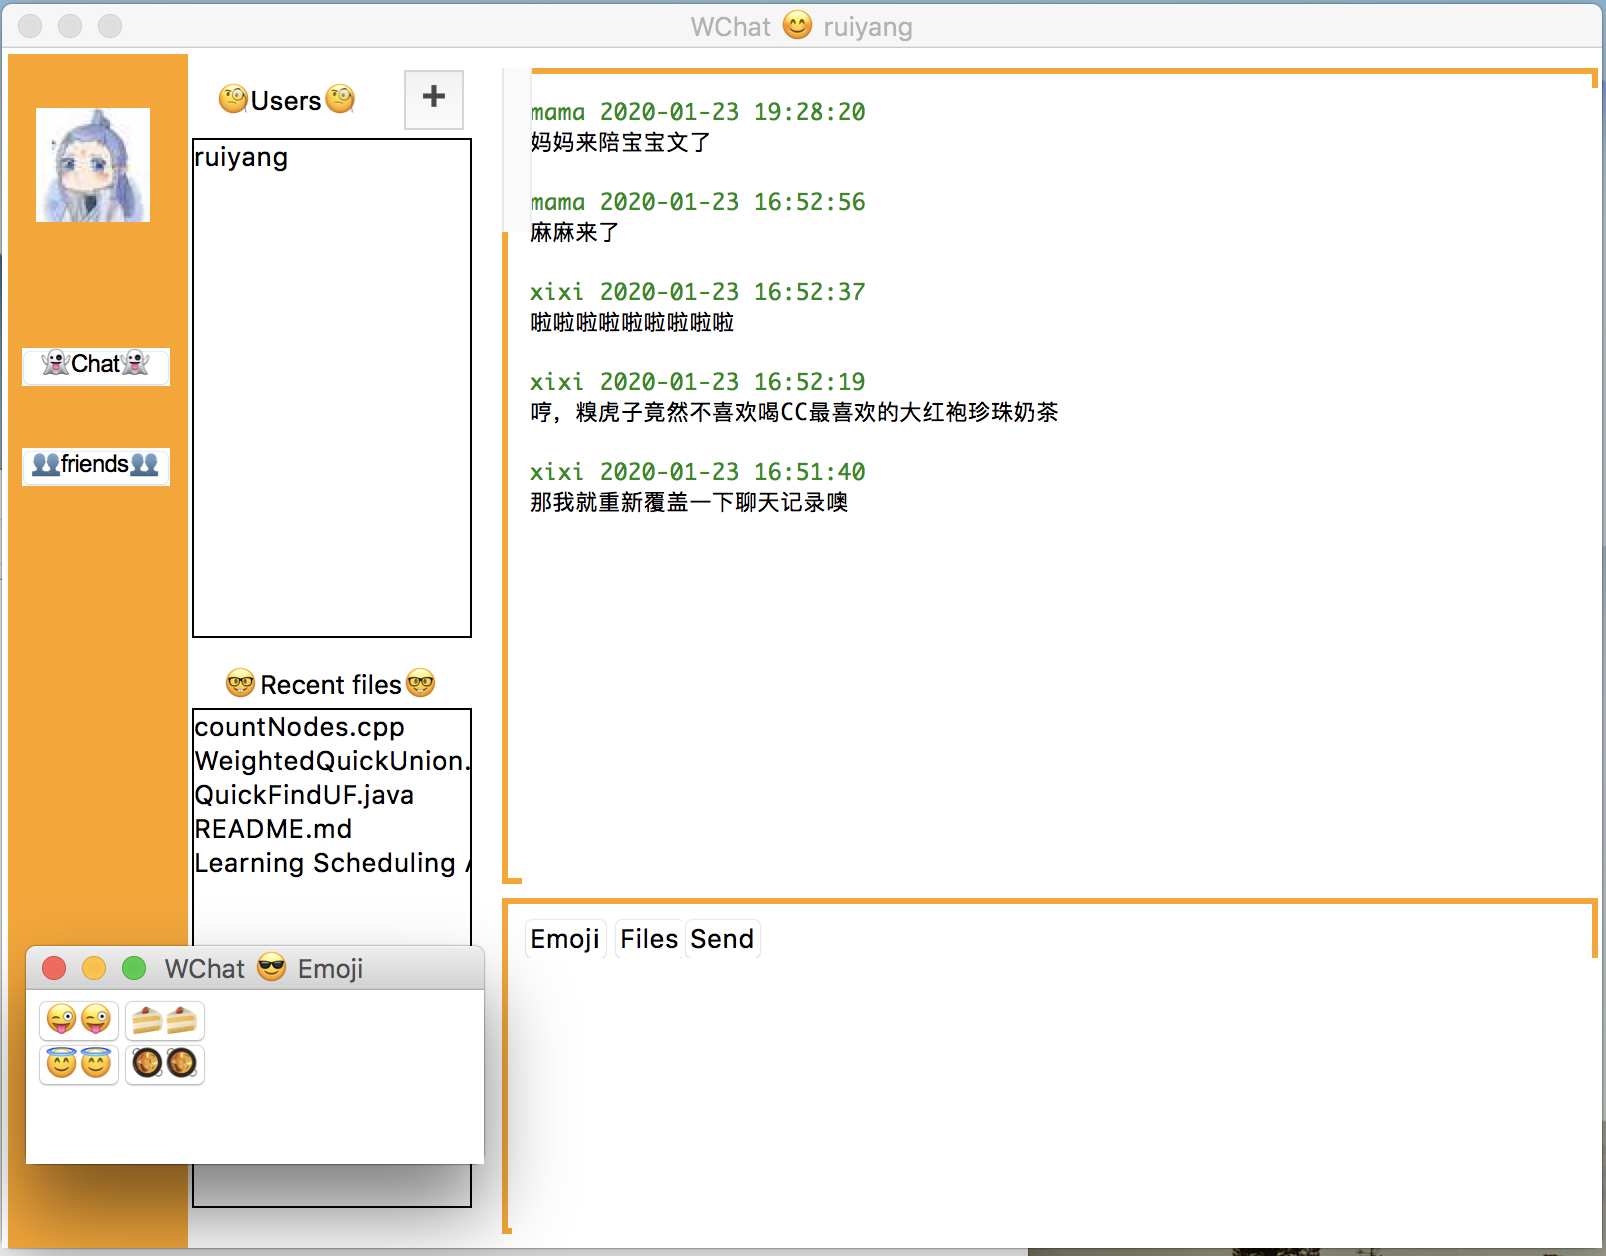 WChat 😊 ruiyang
🧐Users🧐
+
ruiyang
👻Chat👻
👥friends👥
🤓Recent files🤓
countNodes.cpp
WeightedQuickUnion.
QuickFindUF.java
README.md
Learning Scheduling
mama 2020-01-23 19:28:20
妈妈来陪宝宝文了
mama 2020-01-23 16:52:56
麻麻来了
xixi 2020-01-23 16:52:37
啦啦啦啦啦啦啦啦啦
xixi 2020-01-23 16:52:19
哼，糗虎子竟然不喜欢喝CC最喜欢的大红袍珍珠奶茶
xixi 2020-01-23 16:51:40
那我就重新覆盖一下聊天记录噢
Emoji Files Send
WChat 😎 Emoji
😜😜 🍰🍰
😇😇 🥘🥘